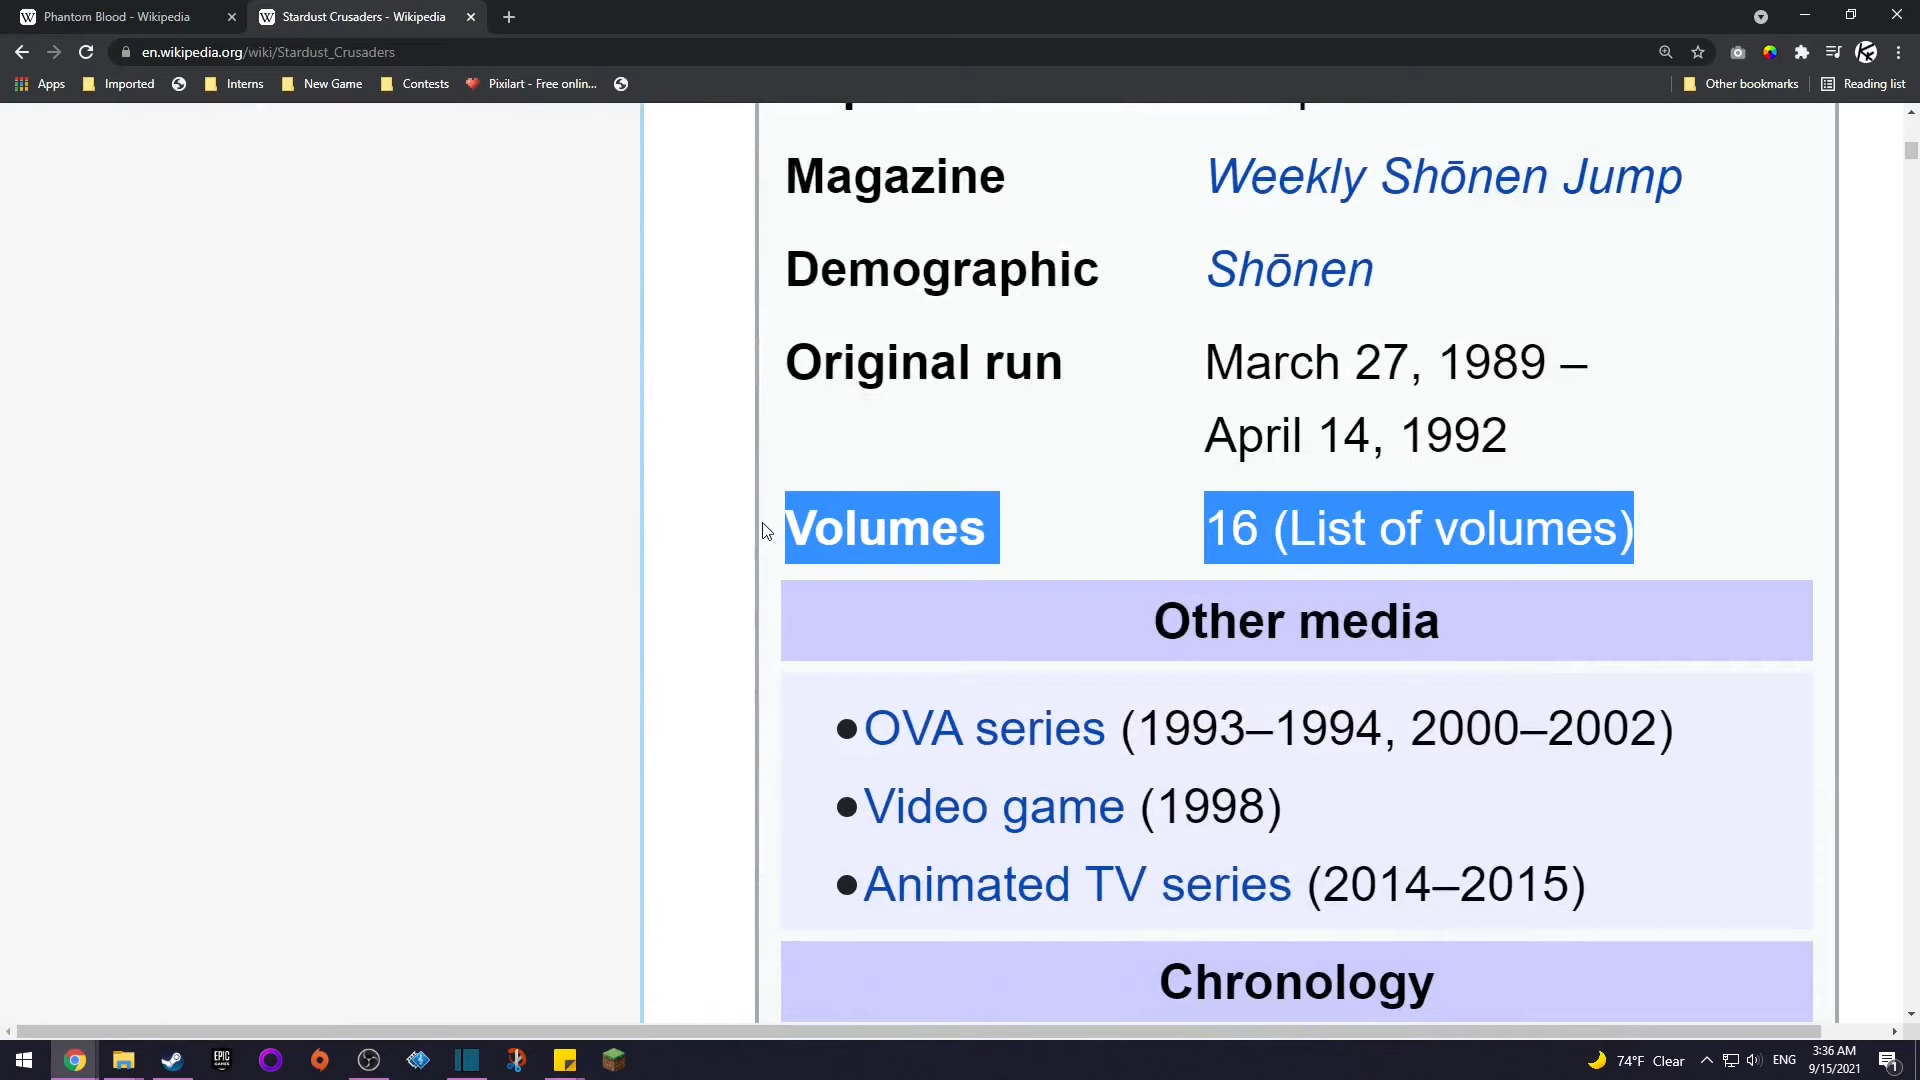 Phantom Blood - Wikipedia
Stardust Crusaders - Wikipedia
en.wikipedia.org/wiki/Stardust_Crusaders
Apps
Imported
Interns
New Game
Contests
Pixilart - Free onlin...
Other bookmarks
Reading list
Magazine Weekly Shōnen Jump
Demographic Shōnen
Original run March 27, 1989 –
April 14, 1992
Volumes 16 (List of volumes)
Other media
OVA series (1993–1994, 2000–2002)
Video game (1998)
Animated TV series (2014–2015)
Chronology
EPIC
GAMES
74°F Clear
ENG
3:36 AM
9/15/2021
1